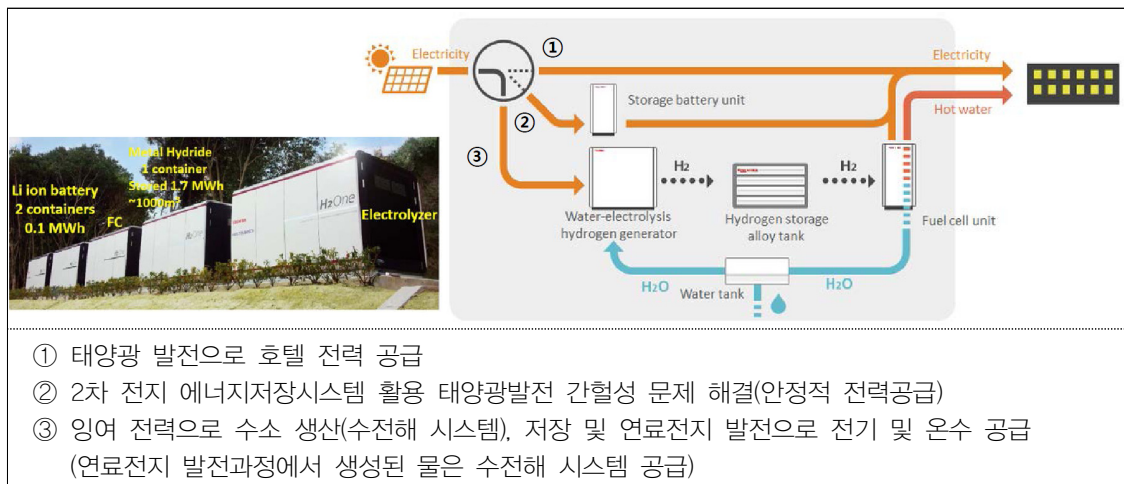 ①
Electricity
Electricity
Storage battery unit
②
Hot water
③
H₂
H₂
Metal Hydride
1 container
Stored 1.7 MWh
~1000m²
Li ion battery
2 containers
0.1 MWh
FC
H₂One
H₂One
Electrolyzer
Water-electrolysis
hydrogen generator
Hydrogen storage
alloy tank
Fuel cell unit
H₂O
Water tank
H₂O
① 태양광 발전으로 호텔 전력 공급
② 2차 전지 에너지저장시스템 활용 태양광발전 간헐성 문제 해결(안정적 전력공급)
③ 잉여 전력으로 수소 생산(수전해 시스템), 저장 및 연료전지 발전으로 전기 및 온수 공급
(연료전지 발전과정에서 생성된 물은 수전해 시스템 공급)